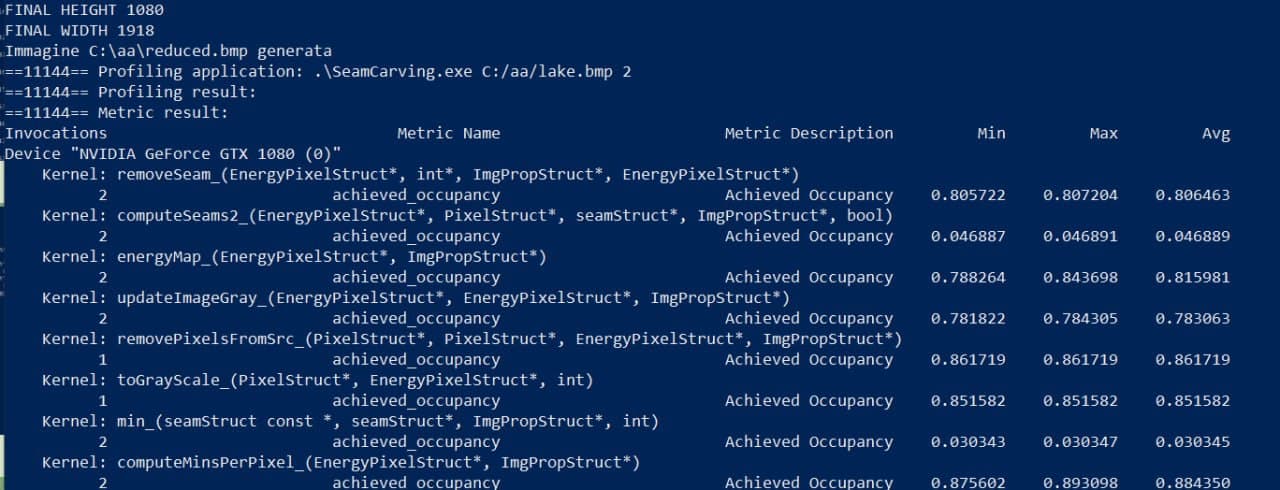 FINAL HEIGHT 1080
FINAL WIDTH 1918
Immagine C:\aa\reduced.bmp generata
==11144== Profiling application: .\SeamCarving.exe C:/aa/lake.bmp 2
==11144== Profiling result:
==11144== Metric result:
Invocations Metric Name Metric Description Min Max Avg
Device "NVIDIA GeForce GTX 1080 (0)"
Kernel: removeSeam_(EnergyPixelStruct*, int*, ImgPropStruct*, EnergyPixelStruct*)
2 achieved_occupancy Achieved Occupancy 0.805722 0.807204 0.806463
Kernel: computeSeams2_(EnergyPixelStruct*, PixelStruct*, seamStruct*, ImgPropStruct*, bool)
2 achieved_occupancy Achieved Occupancy 0.046887 0.046891 0.046889
Kernel: energyMap_(EnergyPixelStruct*, ImgPropStruct*)
2 achieved_occupancy Achieved Occupancy 0.788264 0.843698 0.815981
Kernel: updateImageGray_(EnergyPixelStruct*, EnergyPixelStruct*, ImgPropStruct*)
2 achieved_occupancy Achieved Occupancy 0.781822 0.784305 0.783063
Kernel: removePixelsFromSrc_(PixelStruct*, PixelStruct*, EnergyPixelStruct*, ImgPropStruct*)
1 achieved_occupancy Achieved Occupancy 0.861719 0.861719 0.861719
Kernel: toGrayScale_(PixelStruct*, EnergyPixelStruct*, int)
1 achieved_occupancy Achieved Occupancy 0.851582 0.851582 0.851582
Kernel: min_(seamStruct const *, seamStruct*, ImgPropStruct*, int)
2 achieved_occupancy Achieved Occupancy 0.030343 0.030347 0.030345
Kernel: computeMinsPerPixel_(EnergyPixelStruct*, ImgPropStruct*)
2 achieved_occupancy Achieved Occupancy 0.875602 0.893098 0.884350